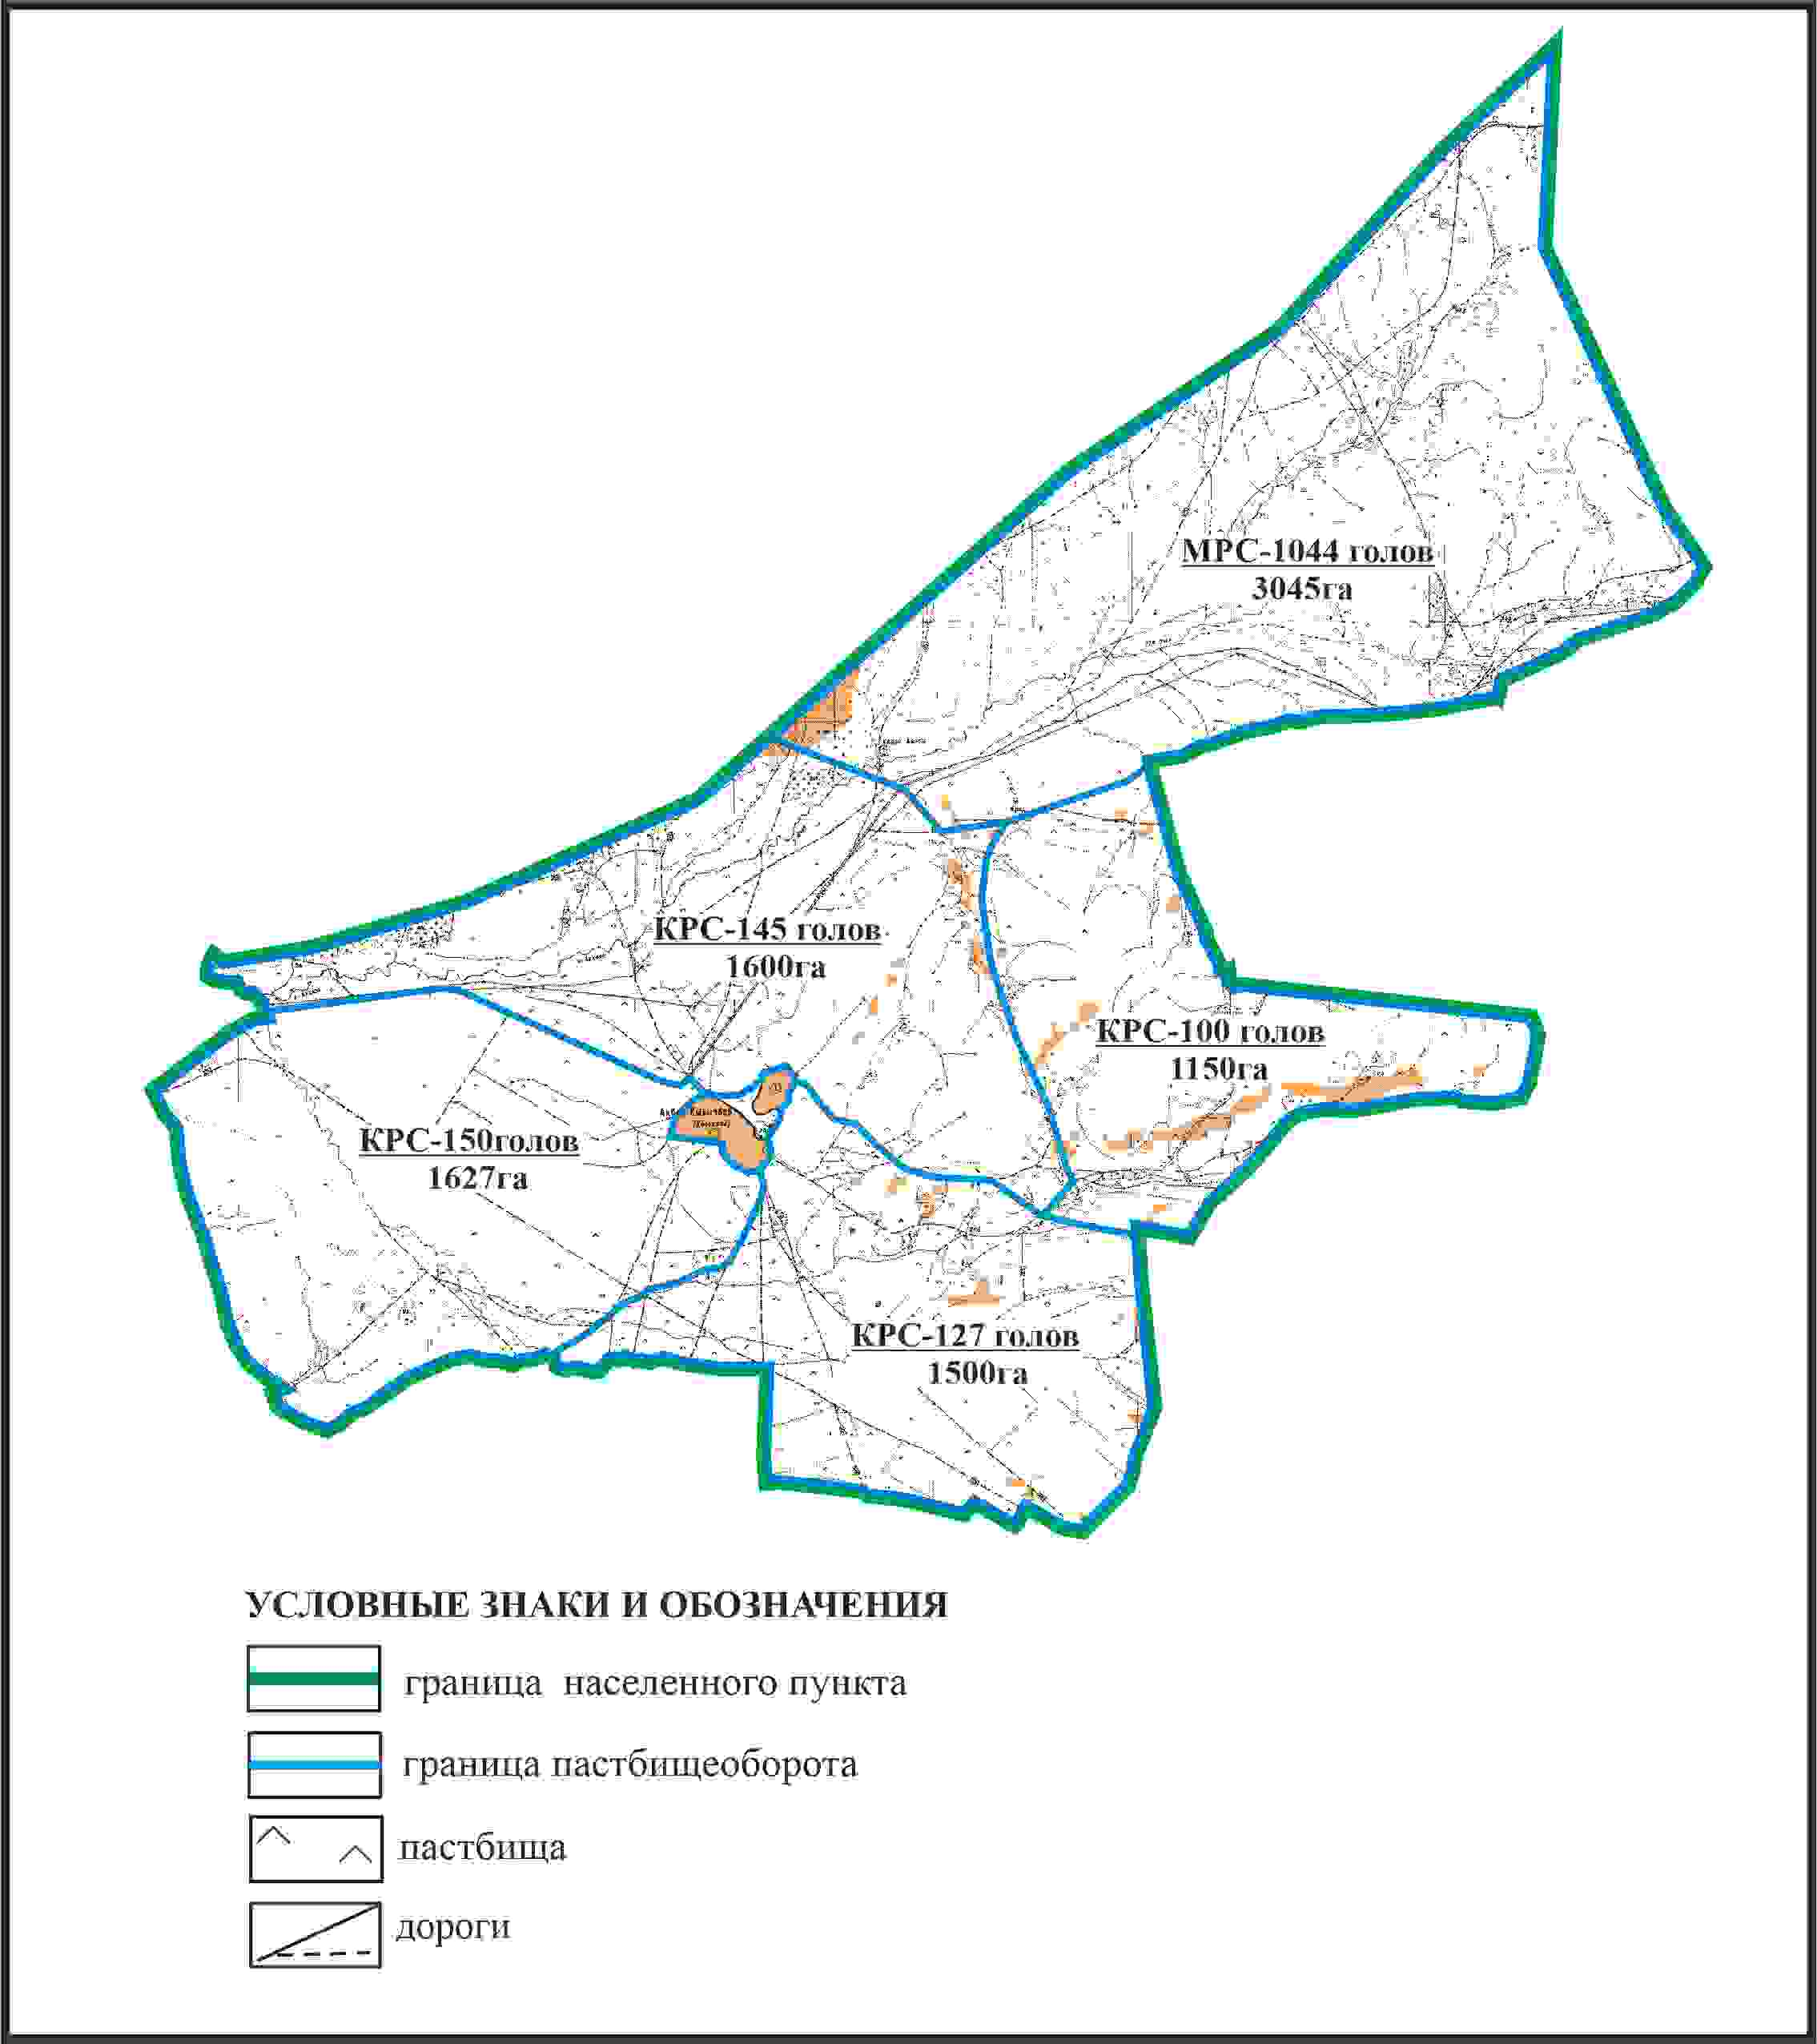 МРС-1044 голов
3045га
КРС-145 голов
1600га
КРС-100 голов
1150га
КРС-150голов
1627га
КРС-127 голов
1500га
УСЛОВНЫЕ ЗНАКИ И ОБОЗНАЧЕНИЯ
граница населенного пункта
граница пастбищеоборота
пастбища
дороги